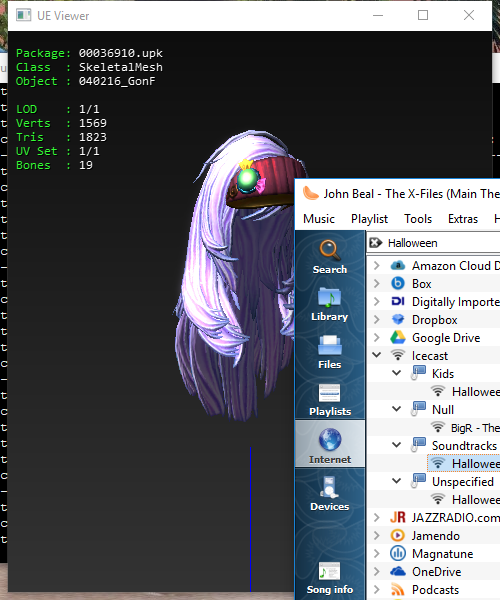 UE Viewer
Package: 00036910.upk
Class : SkeletalMesh
Object : 040216_GonF
LOD : 1/1
Verts : 1569
Tris : 1823
UV Set : 1/1
Bones : 19
John Beal - The X-Files (Main The
Music Playlist Tools Extras H
Halloween
Search
Library
Files
Playlists
Internet
Devices
Song info
Amazon Cloud D
Box
Digitally Importe
Dropbox
Google Drive
Icecast
Kids
Hallowee
Null
BigR - The
Soundtracks
Hallowee
Unspecified
Hallowee
JAZZRADIO.com
Jamendo
Magnatune
OneDrive
Podcasts